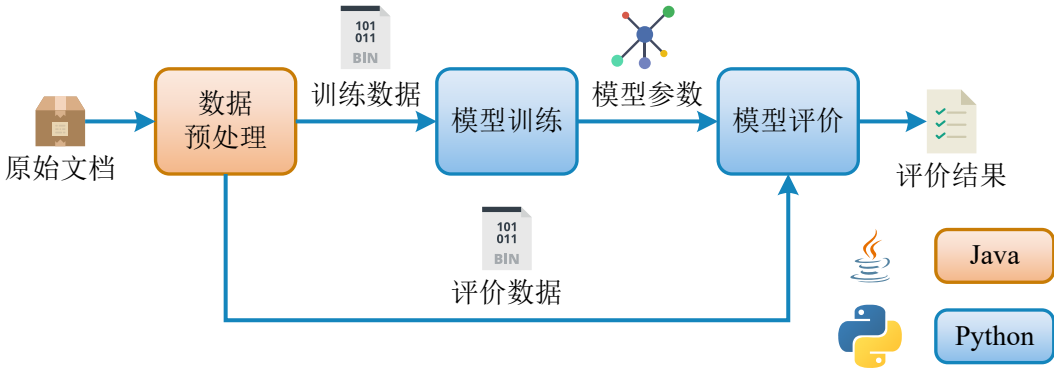 101
011
BIN
训练数据
模型参数
原始文档
数据
预处理
模型训练
模型评价
评价结果
101
011
BIN
评价数据
Java
Python